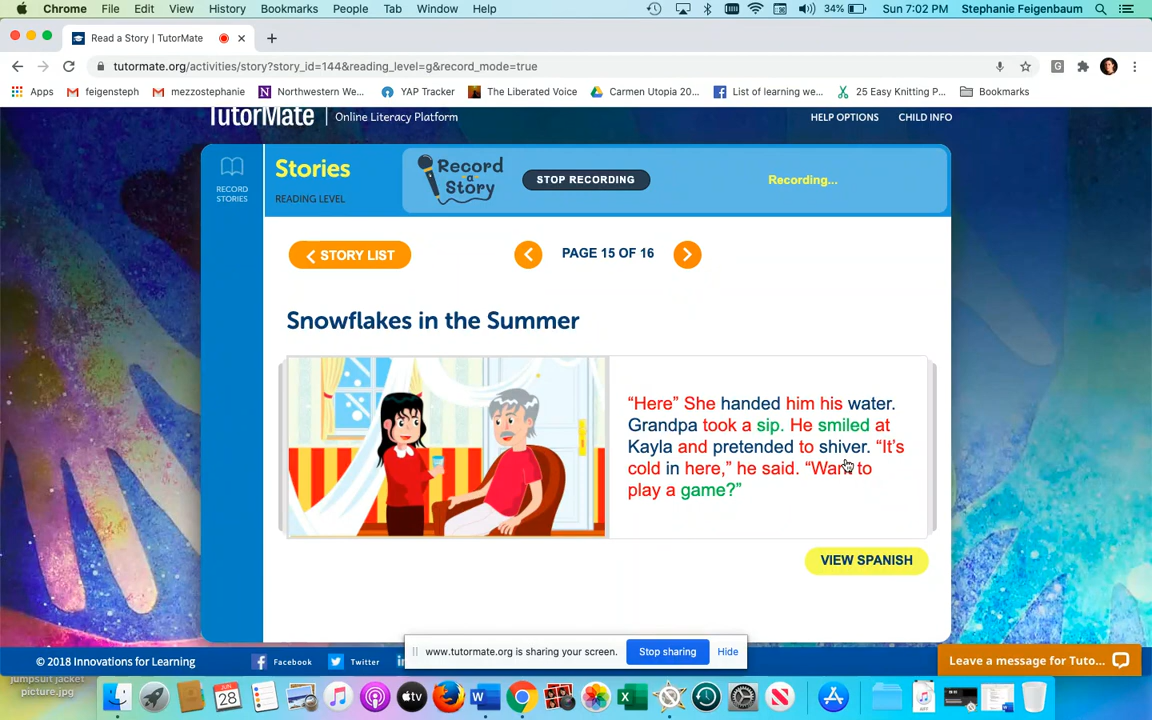 Chrome File Edit View History Bookmarks People Tab Window Help 34% Sun 7:02 PM Stephanie Feigenbaum
Read a Story | TutorMate
tutormate.org/activities/story?story_id=144&reading_level=g&record_mode=true
Apps feigensteph mezzostephanie Northwestern We... YAP Tracker The Liberated Voice Carmen Utopia 20... List of learning we... 25 Easy Knitting P... Bookmarks
TutorMate Online Literacy Platform HELP OPTIONS CHILD INFO
RECORD
STORIES
Stories
READING LEVEL
Record
a
Story
STOP RECORDING
Recording...
STORY LIST
PAGE 15 OF 16
Snowflakes in the Summer
“Here” She handed him his water.
Grandpa took a sip. He smiled at
Kayla and pretended to shiver. “It’s
cold in here,” he said. “Want to
play a game?”
VIEW SPANISH
www.tutormate.org is sharing your screen. Stop sharing Hide
© 2018 Innovations for Learning Facebook Twitter
Leave a message for Tuto...
jumpsuit jacket
picture.jpg
JUN
28